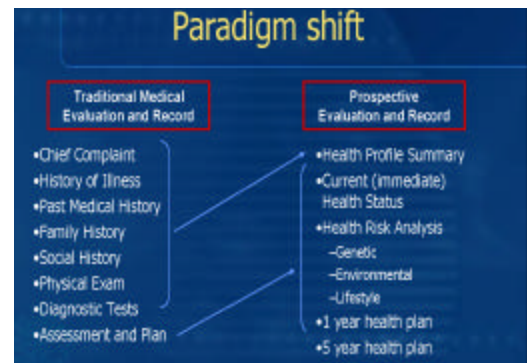 Paradigm shift
Traditional Medical
Evaluation and Record
•Chief Complaint
•History of Illness
•Past Medical History
•Family History
•Social History
•Physical Exam
•Diagnostic Tests
•Assessment and Plan
Prospective
Evaluation and Record
•Health Profile Summary
•Current (immediate)
Health Status
•Health Risk Analysis
–Genetic
–Environmental
–Lifestyle
•1 year health plan
•5 year health plan